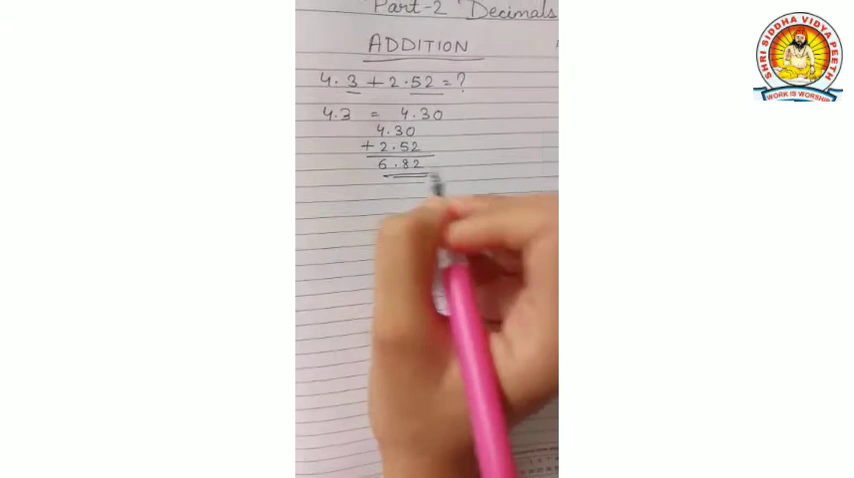 Part-2 Decimals
ADDITION
4.3 + 2.52 = ?
4.3 = 4.30
4.30
+ 2.52
6.82
SHRI SIDDHA VIDYA PEETH
WORK IS WORSHIP